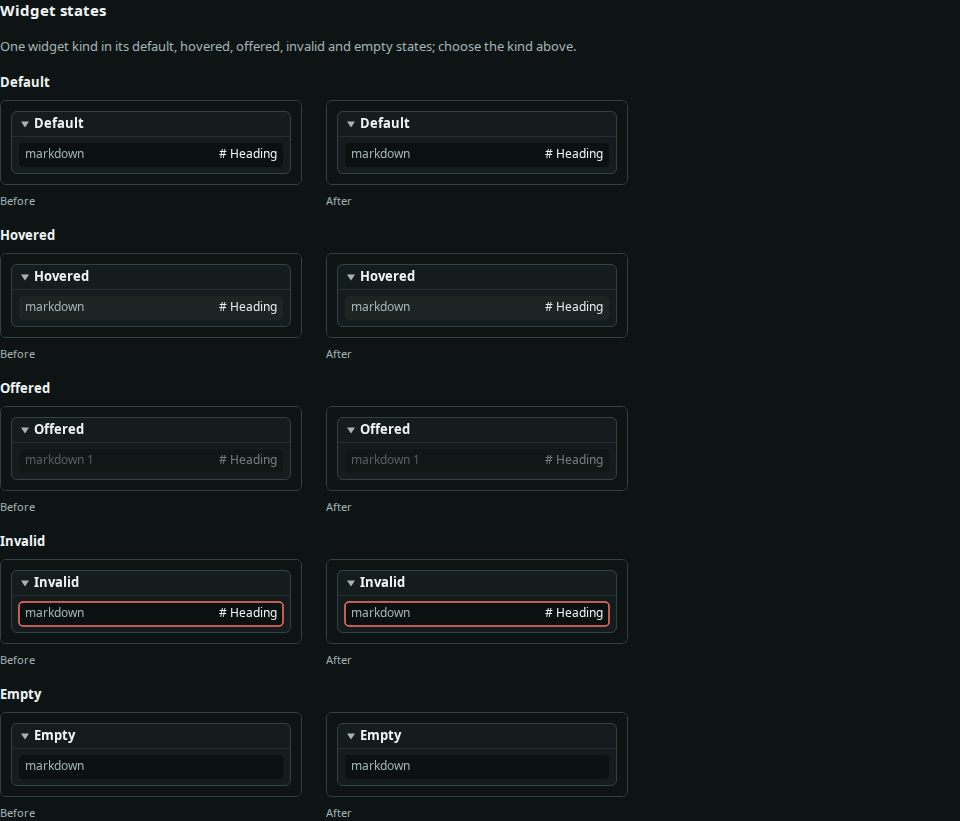 Widget states
One widget kind in its default, hovered, offered, invalid and empty states; choose the kind above.
Default
Default Default
markdown # Heading markdown # Heading
Before After
Hovered
Hovered Hovered
markdown # Heading markdown # Heading
Before After
Offered
Offered Offered
markdown 1 # Heading markdown 1 # Heading
Before After
Invalid
Invalid Invalid
markdown # Heading markdown # Heading
Before After
Empty
Empty Empty
markdown markdown
Before After